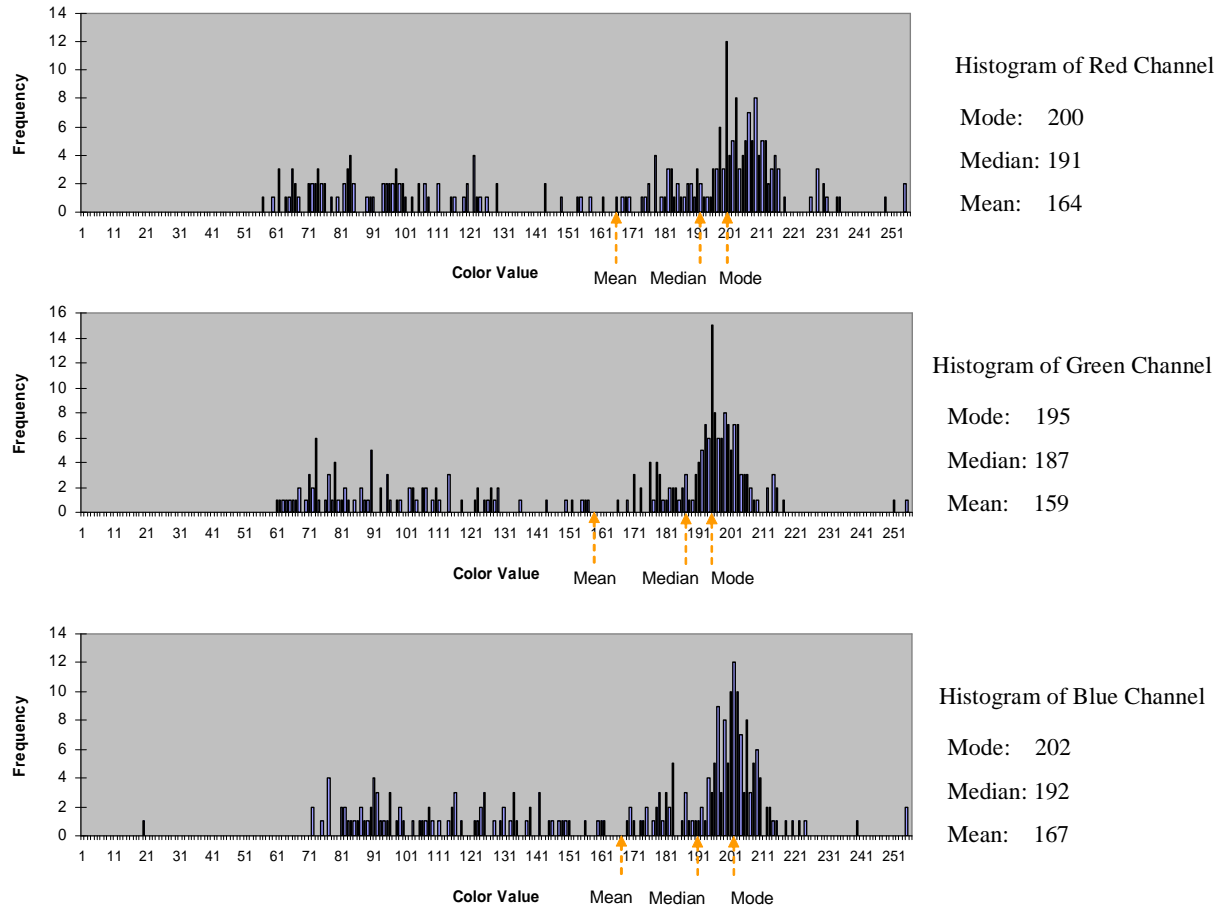 14
12
10
8
6
4
2
0
Frequency
1 11 21 31 41 51 61 71 81 91 101 111 121 131 141 151 161 171 181 191 201 211 221 231 241 251
Color Value
Mean Median Mode
Histogram of Red Channel
Mode: 200
Median: 191
Mean: 164
16
14
12
10
8
6
4
2
0
Frequency
1 11 21 31 41 51 61 71 81 91 101 111 121 131 141 151 161 171 181 191 201 211 221 231 241 251
Color Value
Mean Median Mode
Histogram of Green Channel
Mode: 195
Median: 187
Mean: 159
14
12
10
8
6
4
2
0
Frequency
1 11 21 31 41 51 61 71 81 91 101 111 121 131 141 151 161 171 181 191 201 211 221 231 241 251
Color Value
Mean Median Mode
Histogram of Blue Channel
Mode: 202
Median: 192
Mean: 167